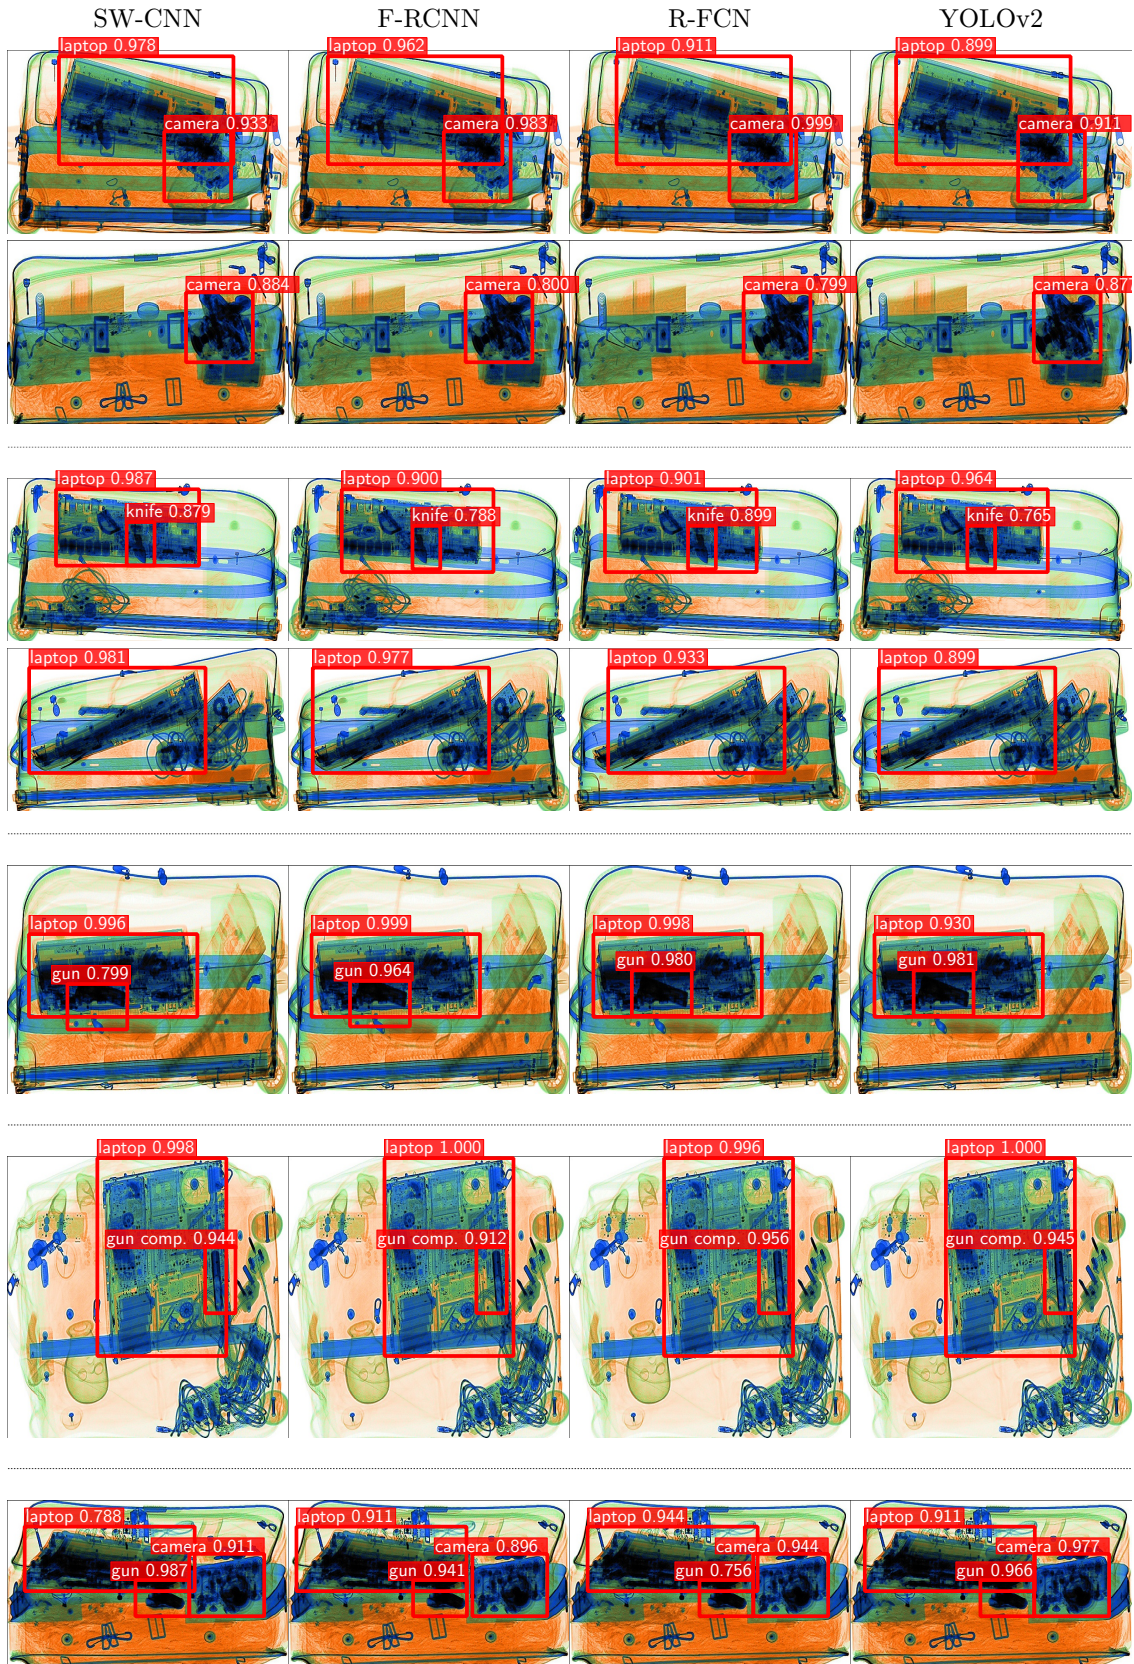 SW-CNN F-RCNN R-FCN YOLOv2
laptop 0.978 laptop 0.962 laptop 0.911 laptop 0.899
camera 0.933 camera 0.983 camera 0.999 camera 0.911
camera 0.884 camera 0.800 camera 0.799 camera 0.877
laptop 0.987 laptop 0.900 laptop 0.901 laptop 0.964
knife 0.879 knife 0.788 knife 0.899 knife 0.765
laptop 0.981 laptop 0.977 laptop 0.933 laptop 0.899
laptop 0.996 laptop 0.999 laptop 0.998 laptop 0.930
gun 0.799 gun 0.964 gun 0.980 gun 0.981
laptop 0.998 laptop 1.000 laptop 0.996 laptop 1.000
gun comp. 0.944 gun comp. 0.912 gun comp. 0.956 gun comp. 0.945
laptop 0.788 laptop 0.911 laptop 0.944 laptop 0.911
camera 0.911 camera 0.896 camera 0.944 camera 0.977
gun 0.987 gun 0.941 gun 0.756 gun 0.966